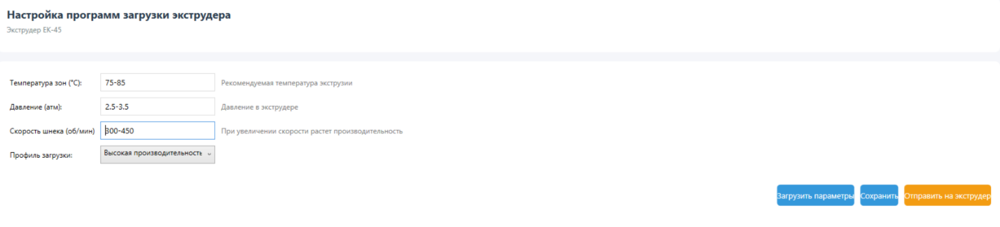 Настройка программ загрузки экструдера
Экструдер ЕК-45
Температура зон (°C): 75-85 Рекомендуемая температура экструзии
Давление (атм): 2.5-3.5 Давление в экструдере
Скорость шнека (об/мин) 300-450 При увеличении скорости растет производительность
Профиль загрузки: Высокая производительность
Загрузить параметры Сохранить Отправить на экструдер